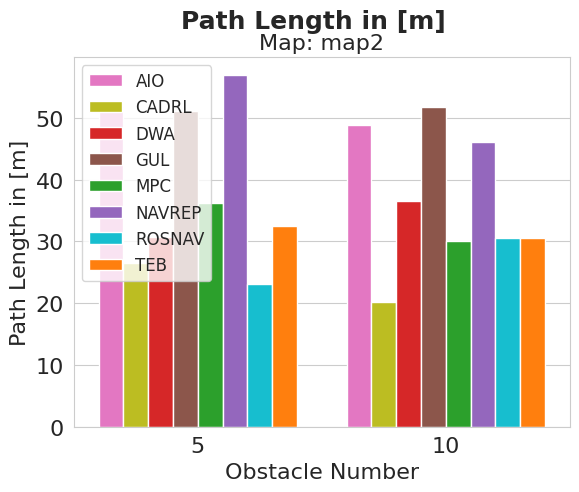 Path Length in [m]
Map: map2
Path Length in [m]
50
40
30
20
10
0
AIO
CADRL
DWA
GUL
MPC
NAVREP
ROSNAV
TEB
5
10
Obstacle Number